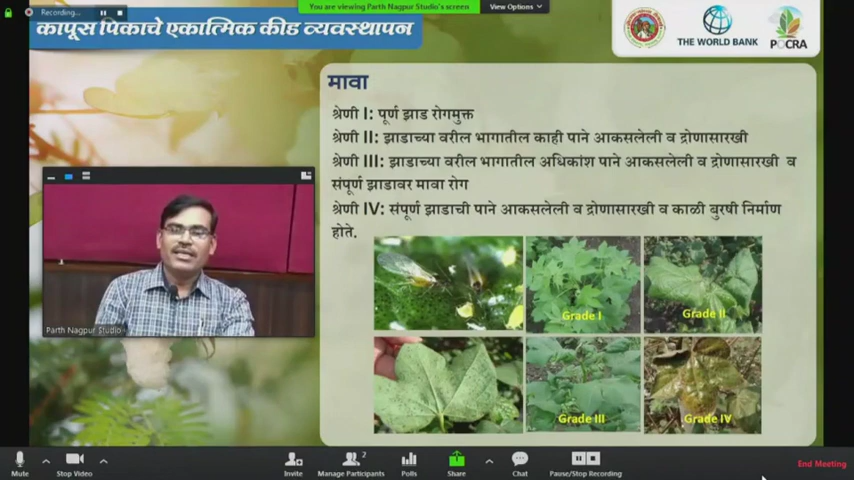 Recording...
You are viewing Parth Nagpur Studio's screen
View Options
कापूस पिकाचे एकात्मिक कीड व्यवस्थापन
THE WORLD BANK
POCRA
मावा
श्रेणी I: पूर्ण झाड रोगमुक्त
श्रेणी II: झाडाच्या वरील भागातील काही पाने आकसलेली व द्रोणासारखी
श्रेणी III: झाडाच्या वरील भागातील अधिकांश पाने आकसलेली व द्रोणासारखी व
संपूर्ण झाडावर मावा रोग
श्रेणी IV: संपूर्ण झाडाची पाने आकसलेली व द्रोणासारखी व काळी बुरषी निर्माण
होते.
Grade I
Grade II
Grade III
Grade IV
Parth Nagpur Studio
Mute
Stop Video
Invite
2
Manage Participants
Polls
Share
Chat
Pause/Stop Recording
End Meeting